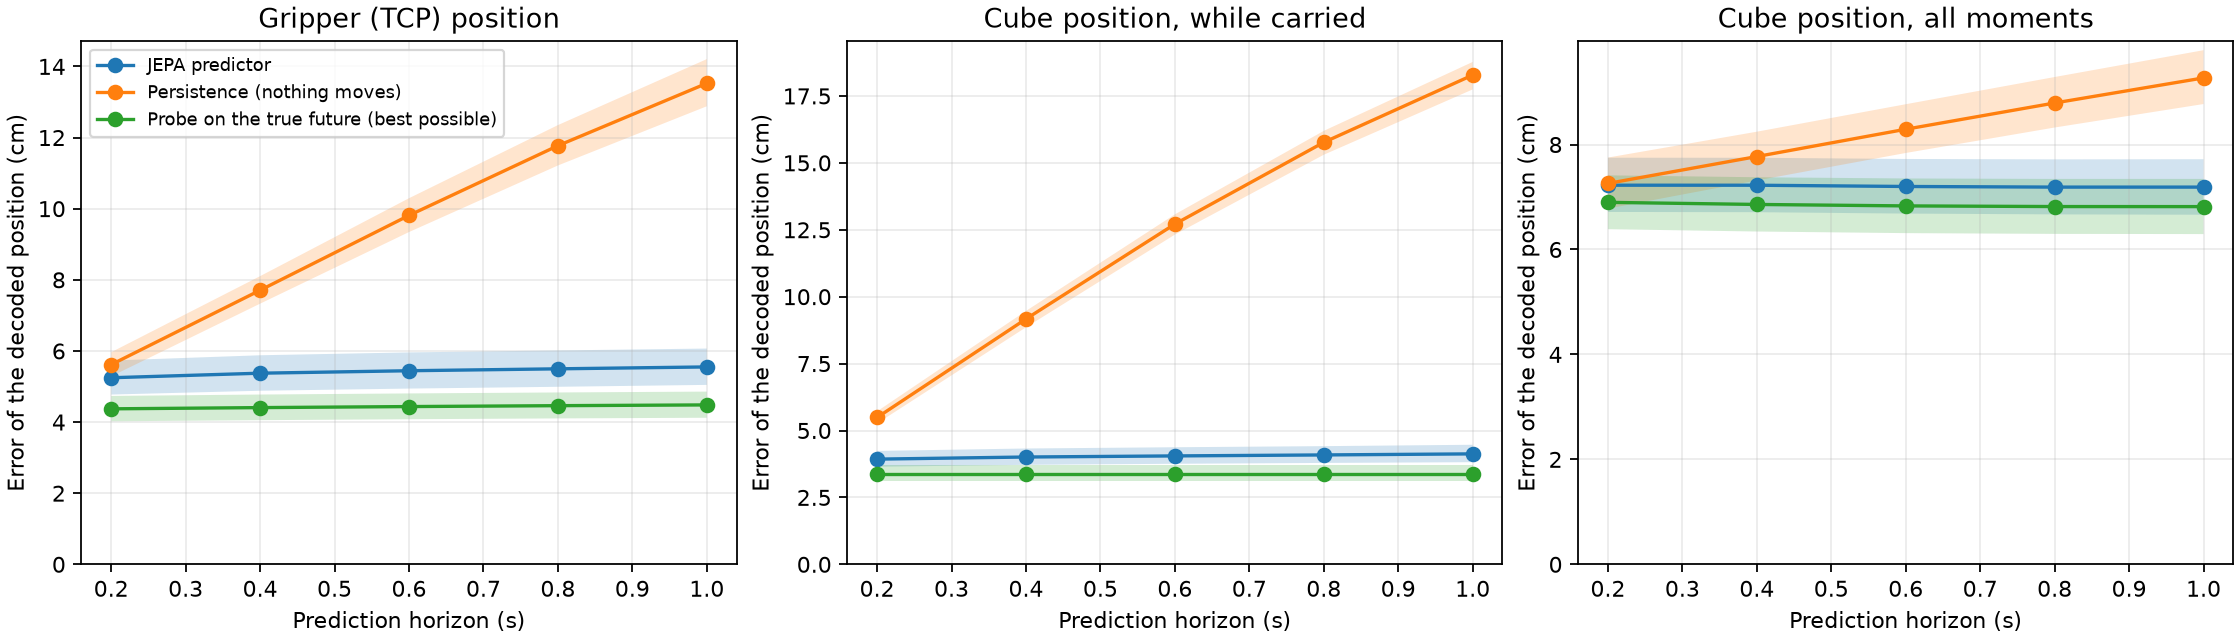 Gripper (TCP) position
Error of the decoded position (cm)
14
12
10
8
6
4
2
0
JEPA predictor
Persistence (nothing moves)
Probe on the true future (best possible)
0.2 0.3 0.4 0.5 0.6 0.7 0.8 0.9 1.0
Prediction horizon (s)
Cube position, while carried
Error of the decoded position (cm)
17.5
15.0
12.5
10.0
7.5
5.0
2.5
0.0
0.2 0.3 0.4 0.5 0.6 0.7 0.8 0.9 1.0
Prediction horizon (s)
Cube position, all moments
Error of the decoded position (cm)
8
6
4
2
0
0.2 0.3 0.4 0.5 0.6 0.7 0.8 0.9 1.0
Prediction horizon (s)